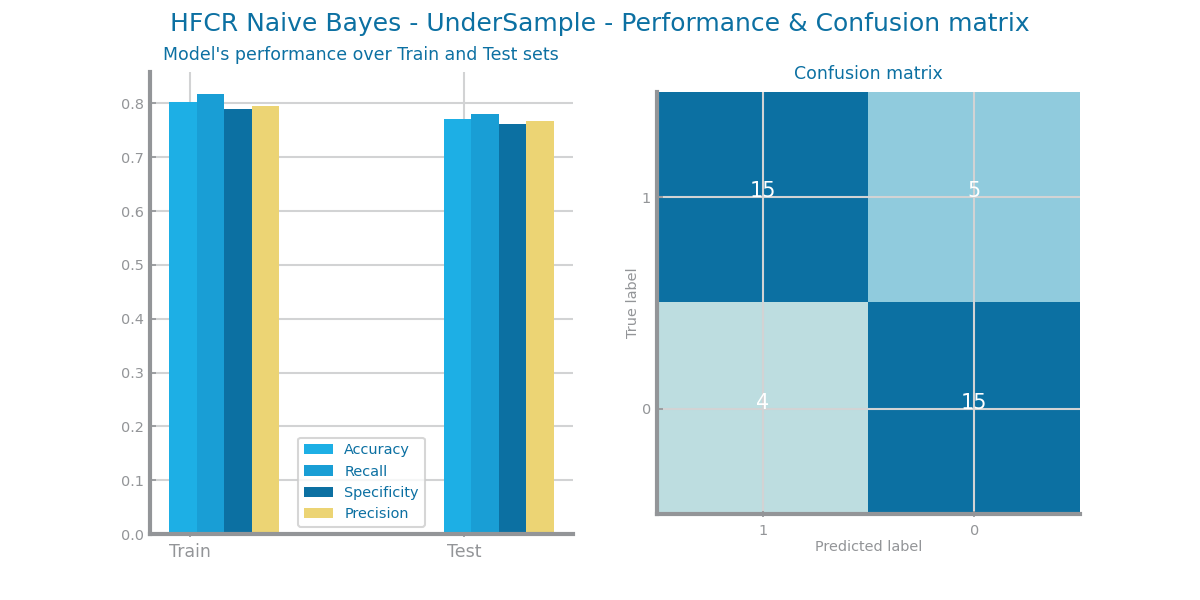 HFCR Naive Bayes - UnderSample - Performance & Confusion matrix
Model's performance over Train and Test sets
0.8
0.7
0.6
0.5
0.4
0.3
0.2
0.1
0.0
Train
Test
Accuracy
Recall
Specificity
Precision
Confusion matrix
True label
1
0
15
5
4
15
1
0
Predicted label